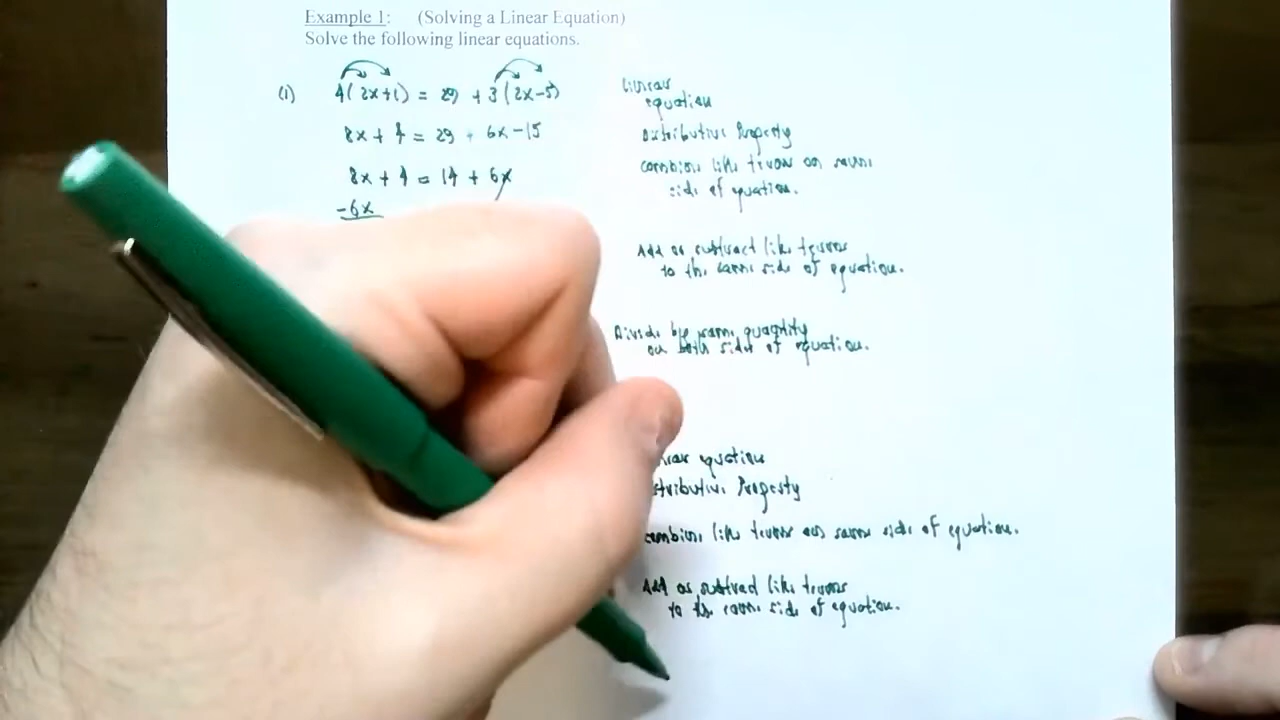 Example 1: (Solving a Linear Equation)
Solve the following linear equations.
(1) 4(2x+1) = 29 + 3(2x-5)
8x + 4 = 29 + 6x - 15
8x + 4 = 14 + 6x
-6x
Linear
equation
Distributive Property
combine like terms on same
side of equation.
Add or subtract like terms
to the same side of equation.
Divide by same quantity
on both sides of equation.
equation
Property
combine like terms on same side of equation.
Add or subtract like terms
to the same side of equation.